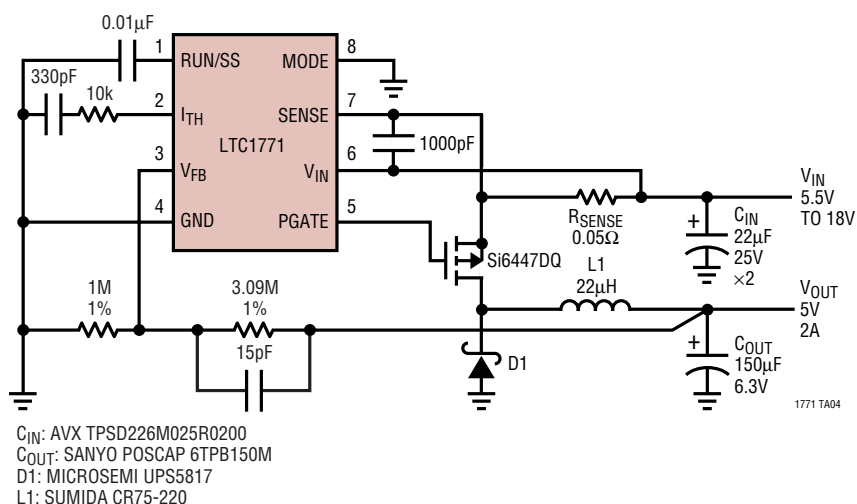 0.01µF
1
RUN/SS
MODE
8
330pF
10k
2
ITH
SENSE
7
LTC1771
1000pF
3
VFB
VIN
6
4
GND
PGATE
5
RSENSE
0.05Ω
VIN
5.5V
TO 18V
+
CIN
22µF
25V
×2
Si6447DQ
L1
22µH
1M
1%
3.09M
1%
15pF
VOUT
5V
2A
D1
+
COUT
150µF
6.3V
1771 TA04
CIN: AVX TPSD226M025R0200
COUT: SANYO POSCAP 6TPB150M
D1: MICROSEMI UPS5817
L1: SUMIDA CR75-220